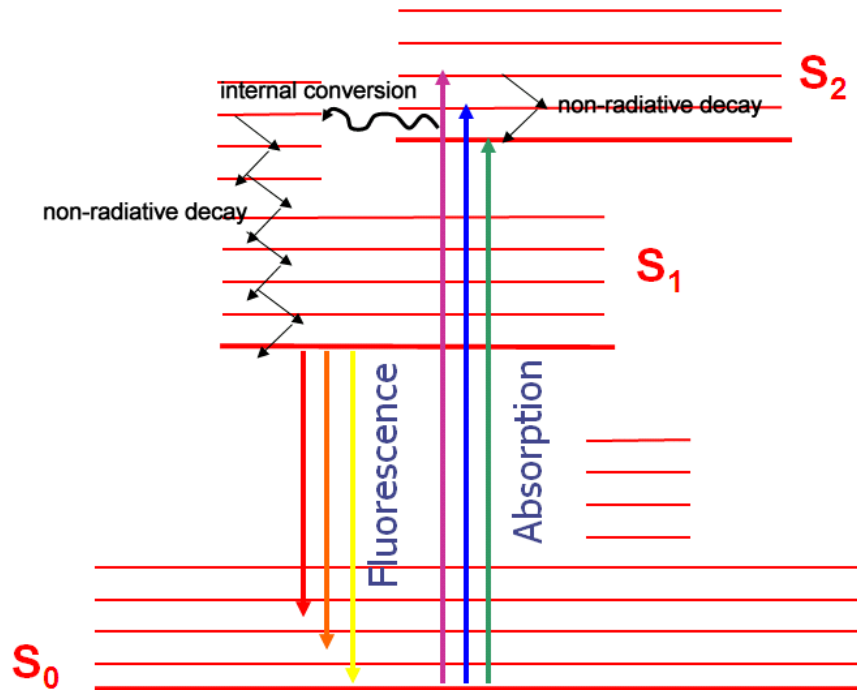 S2
internal conversion
non-radiative decay
non-radiative decay
S1
Fluorescence
Absorption
S0